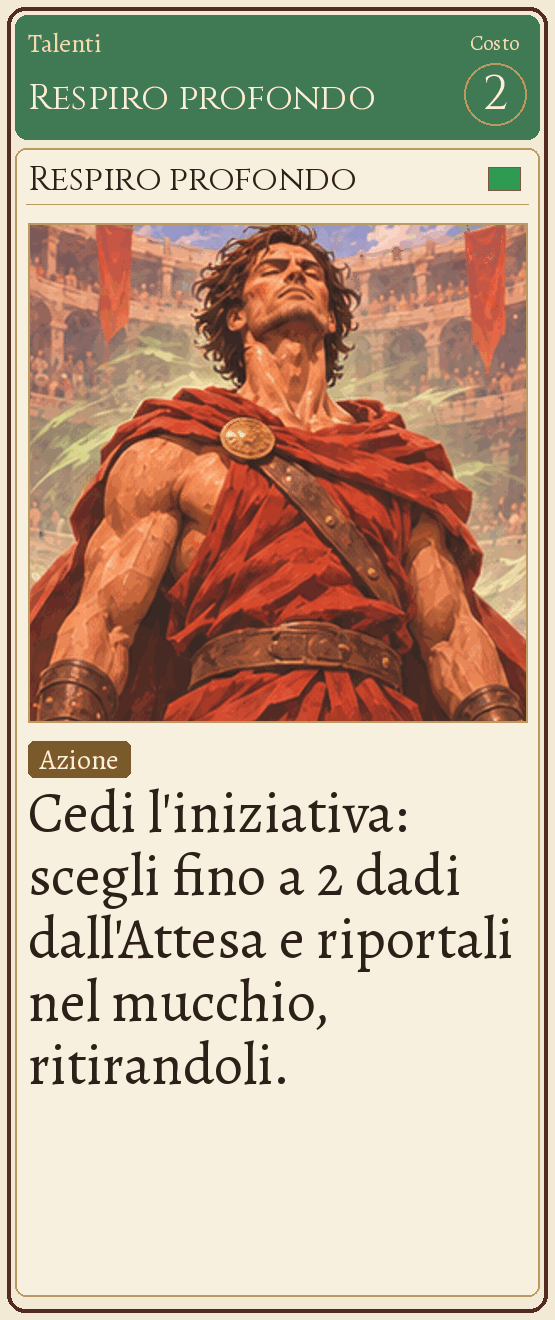 Talenti
Costo
Respiro profondo
2
Respiro profondo
Azione
Cedi l'iniziativa:
scegli fino a 2 dadi
dall'Attesa e riportali
nel mucchio,
ritirandoli.